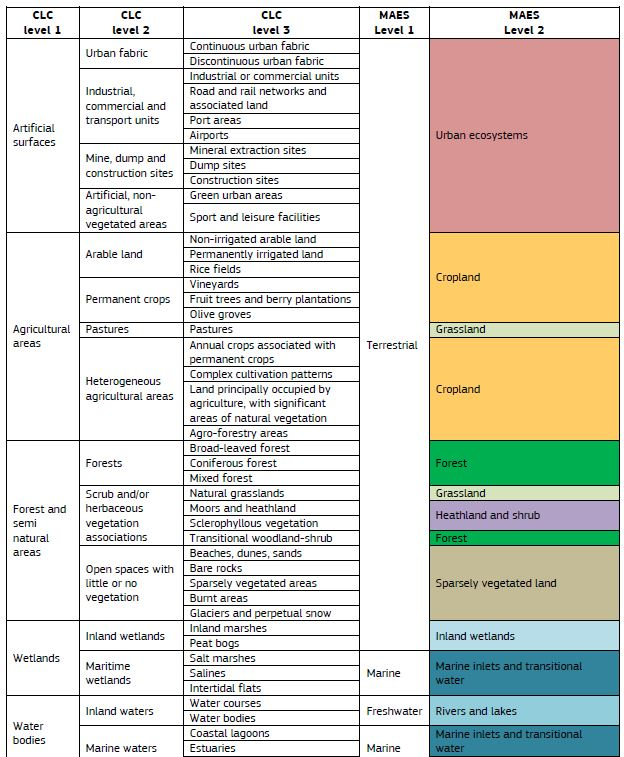 CLC level 1
CLC level 2
CLC level 3
MAES Level 1
MAES Level 2
Artificial surfaces
Urban fabric
Continuous urban fabric
Discontinuous urban fabric
Industrial, commercial and transport units
Industrial or commercial units
Road and rail networks and associated land
Port areas
Airports
Mine, dump and construction sites
Mineral extraction sites
Dump sites
Construction sites
Artificial, non-agricultural vegetated areas
Green urban areas
Sport and leisure facilities
Urban ecosystems
Agricultural areas
Arable land
Non-irrigated arable land
Permanently irrigated land
Rice fields
Permanent crops
Vineyards
Fruit trees and berry plantations
Olive groves
Cropland
Pastures
Pastures
Grassland
Terrestrial
Heterogeneous agricultural areas
Annual crops associated with permanent crops
Complex cultivation patterns
Land principally occupied by agriculture, with significant areas of natural vegetation
Agro-forestry areas
Cropland
Forest and semi natural areas
Forests
Broad-leaved forest
Coniferous forest
Mixed forest
Forest
Scrub and/or herbaceous vegetation associations
Natural grasslands
Grassland
Moors and heathland
Sclerophyllous vegetation
Heathland and shrub
Transitional woodland-shrub
Forest
Open spaces with little or no vegetation
Beaches, dunes, sands
Bare rocks
Sparsely vegetated areas
Burnt areas
Glaciers and perpetual snow
Sparsely vegetated land
Wetlands
Inland wetlands
Inland marshes
Peat bogs
Inland wetlands
Maritime wetlands
Salt marshes
Salines
Intertidal flats
Marine
Marine inlets and transitional water
Water bodies
Inland waters
Water courses
Water bodies
Freshwater
Rivers and lakes
Marine waters
Coastal lagoons
Estuaries
Marine
Marine inlets and transitional water